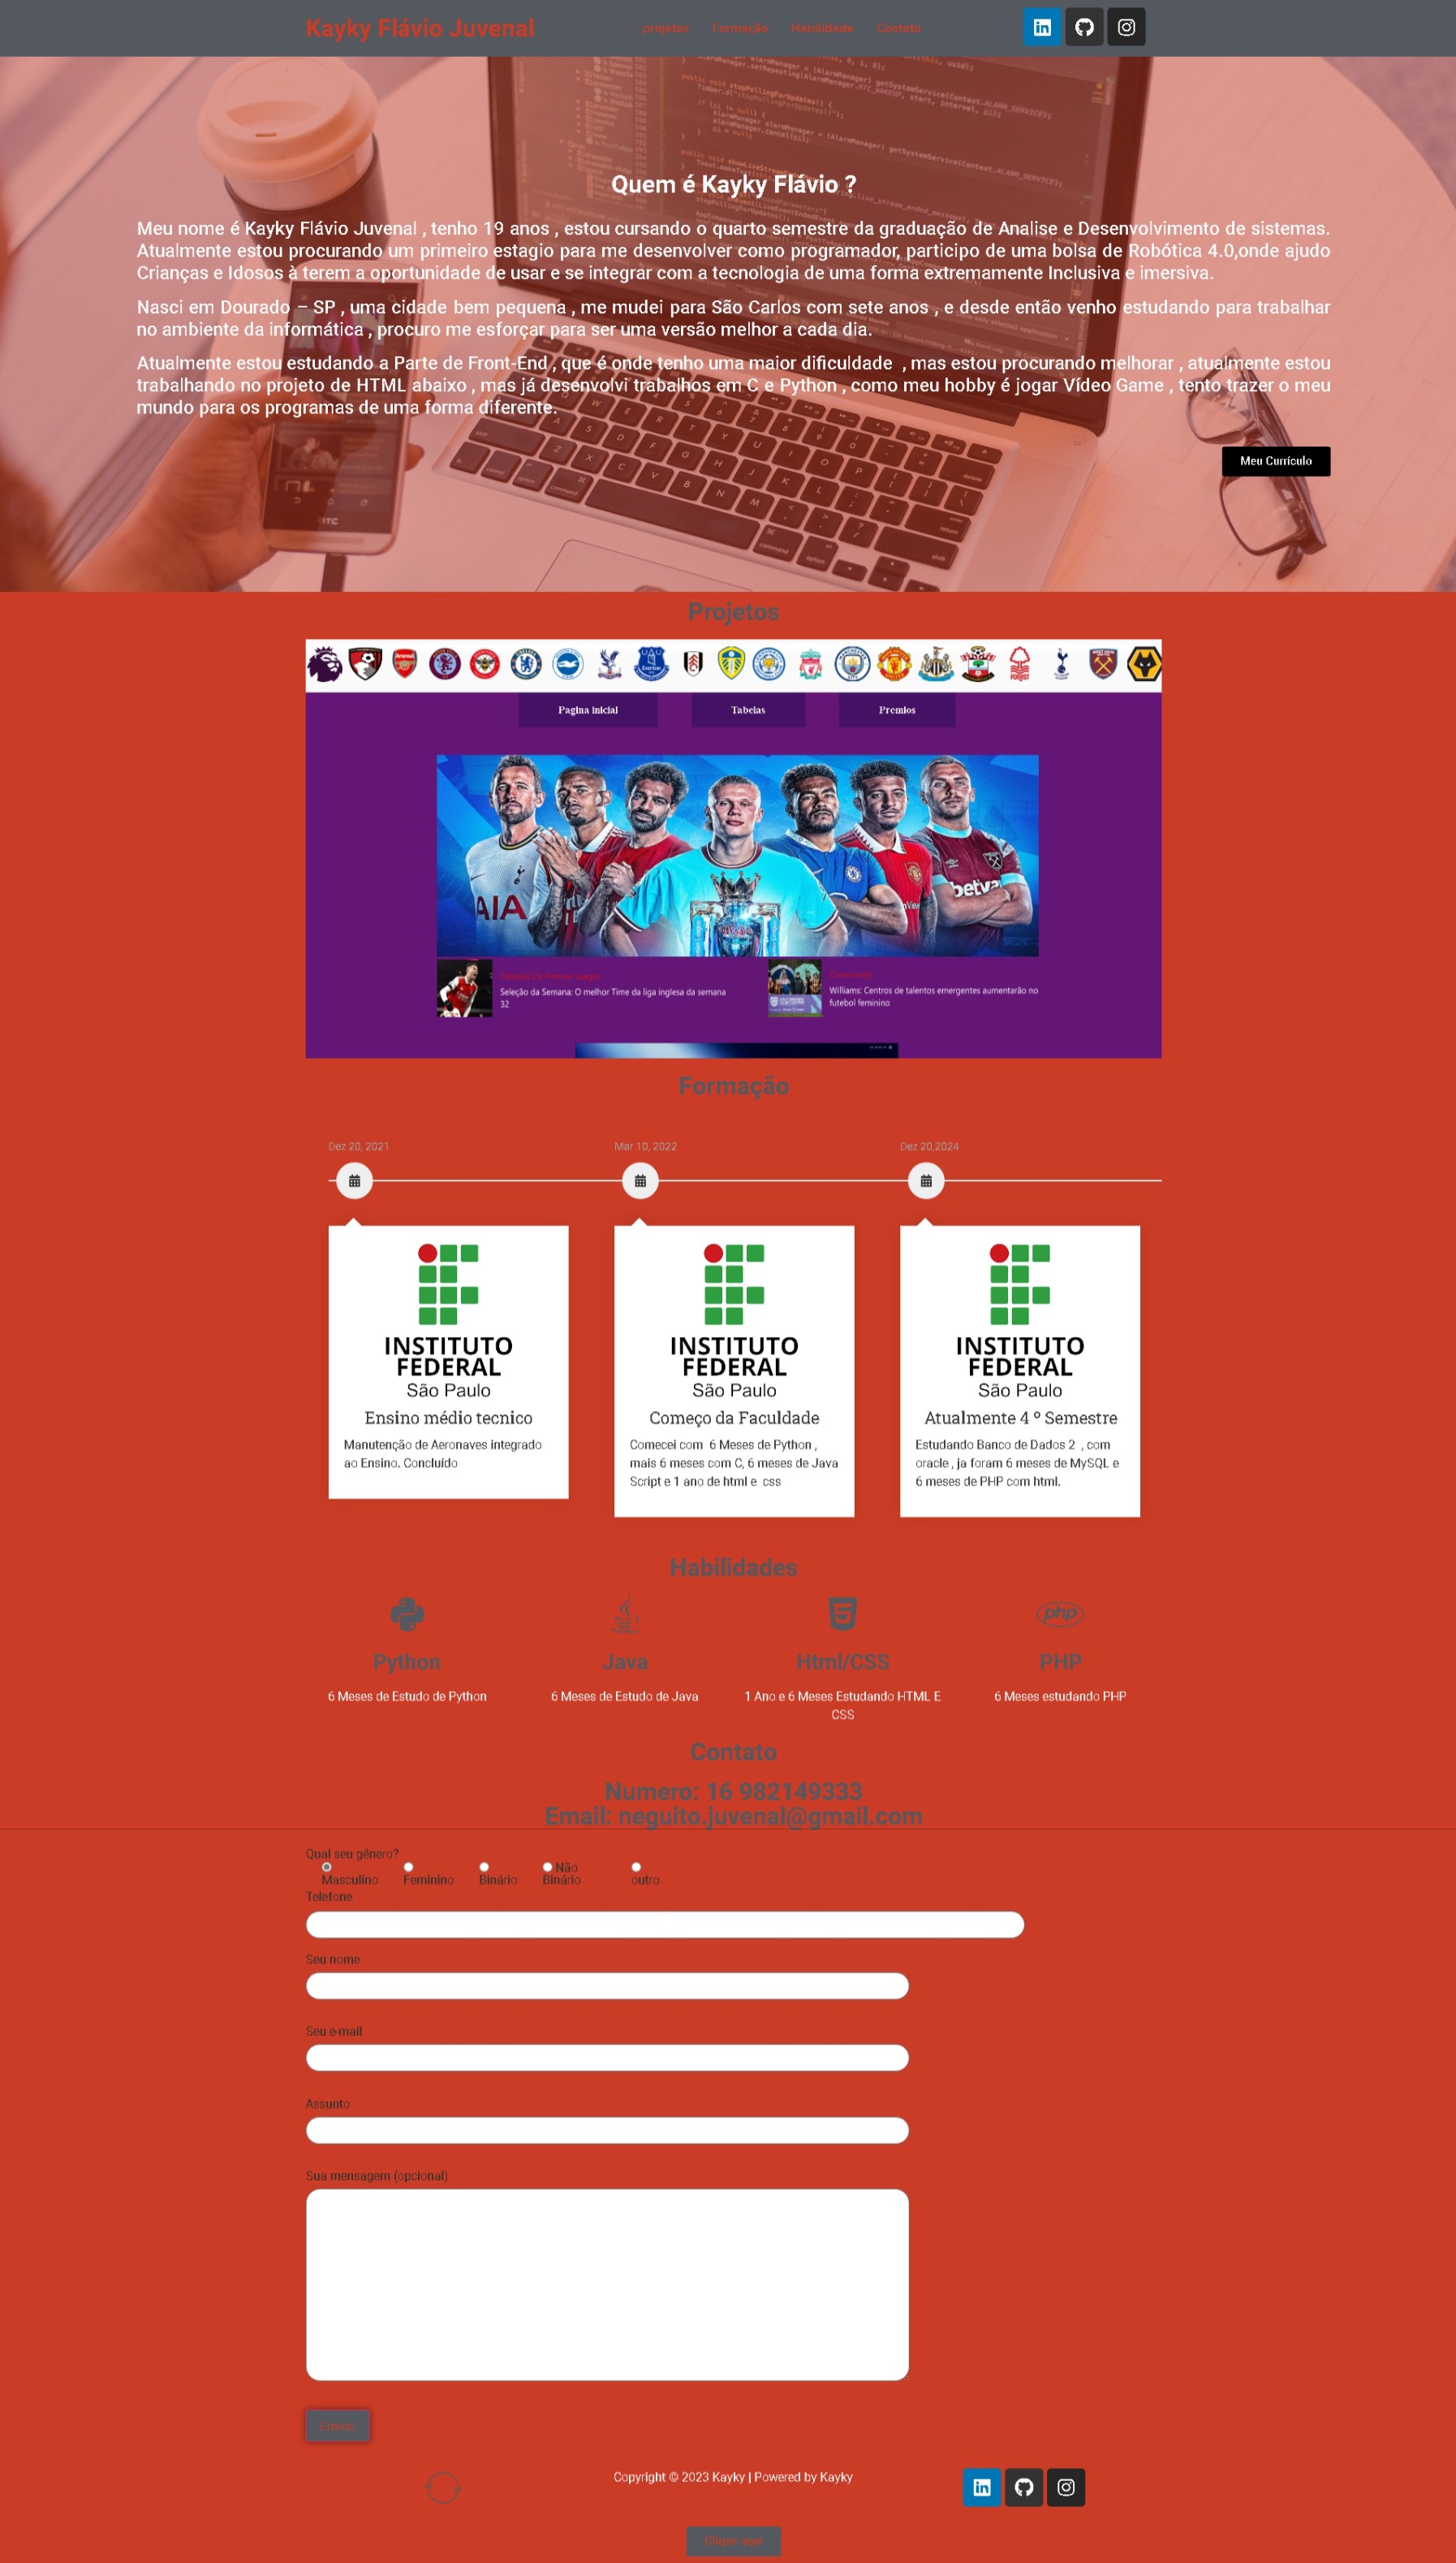 Kayky Flávio Juvenal
projetos Formação Habilidade Contato
Quem é Kayky Flávio ?
Meu nome é Kayky Flávio Juvenal , tenho 19 anos , estou cursando o quarto semestre da graduação de Analise e Desenvolvimento de sistemas.
Atualmente estou procurando um primeiro estagio para me desenvolver como programador, participo de uma bolsa de Robótica 4.0,onde ajudo
Crianças e Idosos à terem a oportunidade de usar e se integrar com a tecnologia de uma forma extremamente Inclusiva e imersiva.
Nasci em Dourado – SP , uma cidade bem pequena , me mudei para São Carlos com sete anos , e desde então venho estudando para trabalhar
no ambiente da informática , procuro me esforçar para ser uma versão melhor a cada dia.
Atualmente estou estudando a Parte de Front-End , que é onde tenho uma maior dificuldade , mas estou procurando melhorar , atualmente estou
trabalhando no projeto de HTML abaixo , mas já desenvolvi trabalhos em C e Python , como meu hobby é jogar Vídeo Game , tento trazer o meu
mundo para os programas de uma forma diferente.
Meu Currículo
Projetos
Pagina inicial Tabelas Premios
AIA
betway
Seleção da Semana: O melhor Time da liga inglesa da semana
32
Community
Williams: Centros de talentos emergentes aumentarão no
futebol feminino
Formação
Dez 20, 2021 Mar 10, 2022 Dez 20,2024
INSTITUTO
FEDERAL
São Paulo
Ensino médio tecnico
Manutenção de Aeronaves integrado
ao Ensino. Concluído
INSTITUTO
FEDERAL
São Paulo
Começo da Faculdade
Comecei com 6 Meses de Python ,
mais 6 meses com C, 6 meses de Java
Script e 1 ano de html e css
INSTITUTO
FEDERAL
São Paulo
Atualmente 4 º Semestre
Estudando Banco de Dados 2 , com
oracle , ja foram 6 meses de MySQL e
6 meses de PHP com html.
Habilidades
php
Python Java Html/CSS PHP
6 Meses de Estudo de Python
6 Meses de Estudo de Java
1 Ano e 6 Meses Estudando HTML E
CSS
6 Meses estudando PHP
Contato
Numero: 16 982149333
Email: neguito.juvenal@gmail.com
Qual seu gênero?
Masculino Feminino Binário Não Binário outro
Telefone
Seu nome
Seu e-mail
Assunto
Sua mensagem (opcional)
Enviar
Copyright © 2023 Kayky | Powered by Kayky
Clique aqui